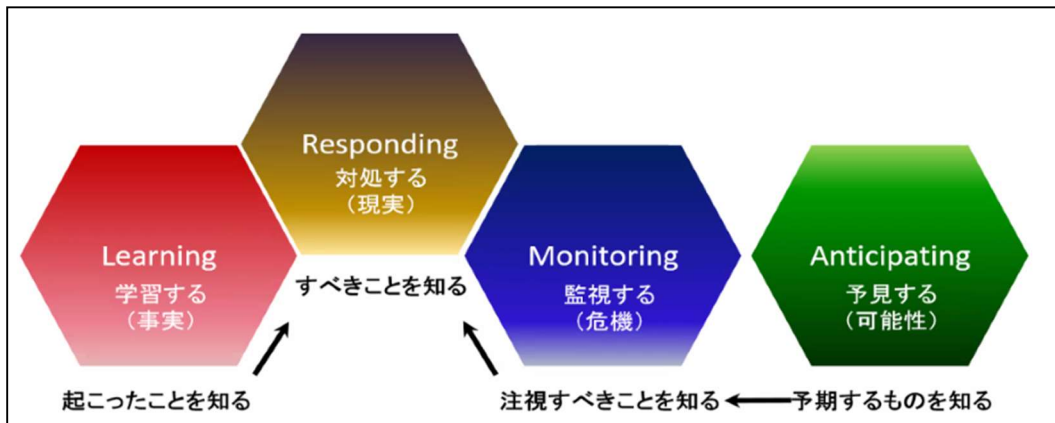 Responding
対処する
（現実）
Learning
学習する
（事実）
Monitoring
監視する
（危機）
Anticipating
予見する
（可能性）
すべきことを知る
起こったことを知る
注視すべきことを知る
予期するものを知る